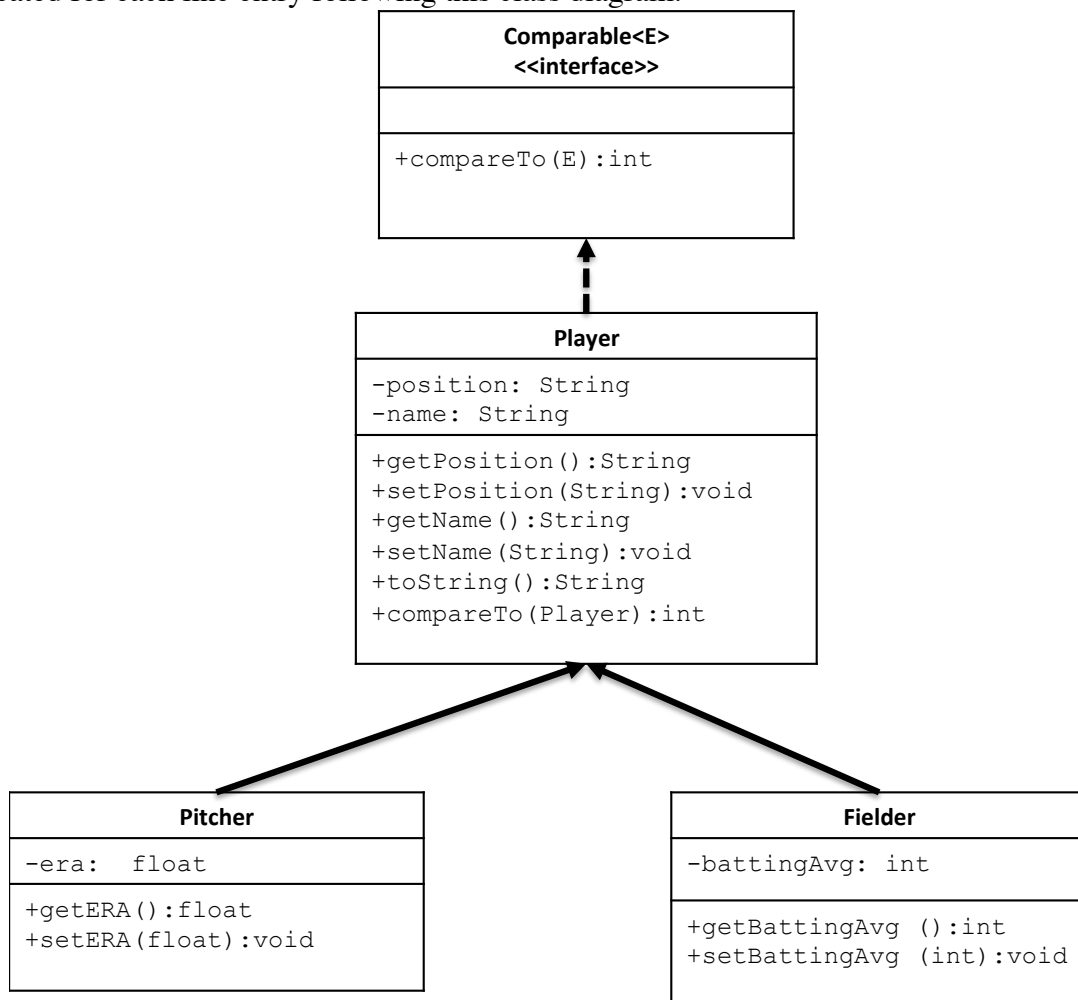 Comparable<E>
<<interface>>
+compareTo(E):int
Player
-position: String
-name: String
+getPosition():String
+setPosition(String):void
+getName():String
+setName(String):void
+toString():String
+compareTo(Player):int
Pitcher
-era:  float
+getERA():float
+setERA(float):void
Fielder
-battingAvg: int
+getBattingAvg ():int
+setBattingAvg (int):void